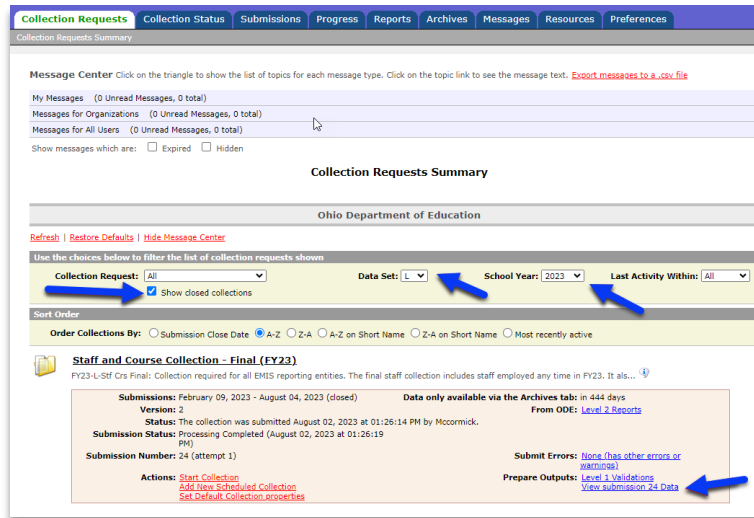 Collection Requests Collection Status Submissions Progress Reports Archives Messages Resources Preferences
Collection Requests Summary
Message Center Click on the triangle to show the list of topics for each message type. Click on the topic link to see the message text. Export messages to a .csv file
My Messages (0 Unread Messages, 0 total)
Messages for Organizations (0 Unread Messages, 0 total)
Messages for All Users (0 Unread Messages, 0 total)
Show messages which are: Expired Hidden
Collection Requests Summary
Ohio Department of Education
Refresh | Restore Defaults | Hide Message Center
Use the choices below to filter the list of collection requests shown
Collection Request: All Data Set: L School Year: 2023 Last Activity Within: All
Show closed collections
Sort Order
Order Collections By: Submission Close Date A-Z Z-A A-Z on Short Name Z-A on Short Name Most recently active
Staff and Course Collection - Final (FY23)
FY23-L-Stf Crs Final: Collection required for all EMIS reporting entities. The final staff collection includes staff employed any time in FY23. It als...
Submissions: February 09, 2023 - August 04, 2023 (closed) Data only available via the Archives tab: in 444 days
Version: 2 From ODE: Level 2 Reports
Status: The collection was submitted August 02, 2023 at 01:26:14 PM by Mccormick.
Submission Status: Processing Completed (August 02, 2023 at 01:26:19
PM)
Submission Number: 24 (attempt 1) Submit Errors: None (has other errors or
warnings)
Actions: Start Collection Prepare Outputs: Level 1 Validations
Add New Scheduled Collection View submission 24 Data
Set Default Collection properties